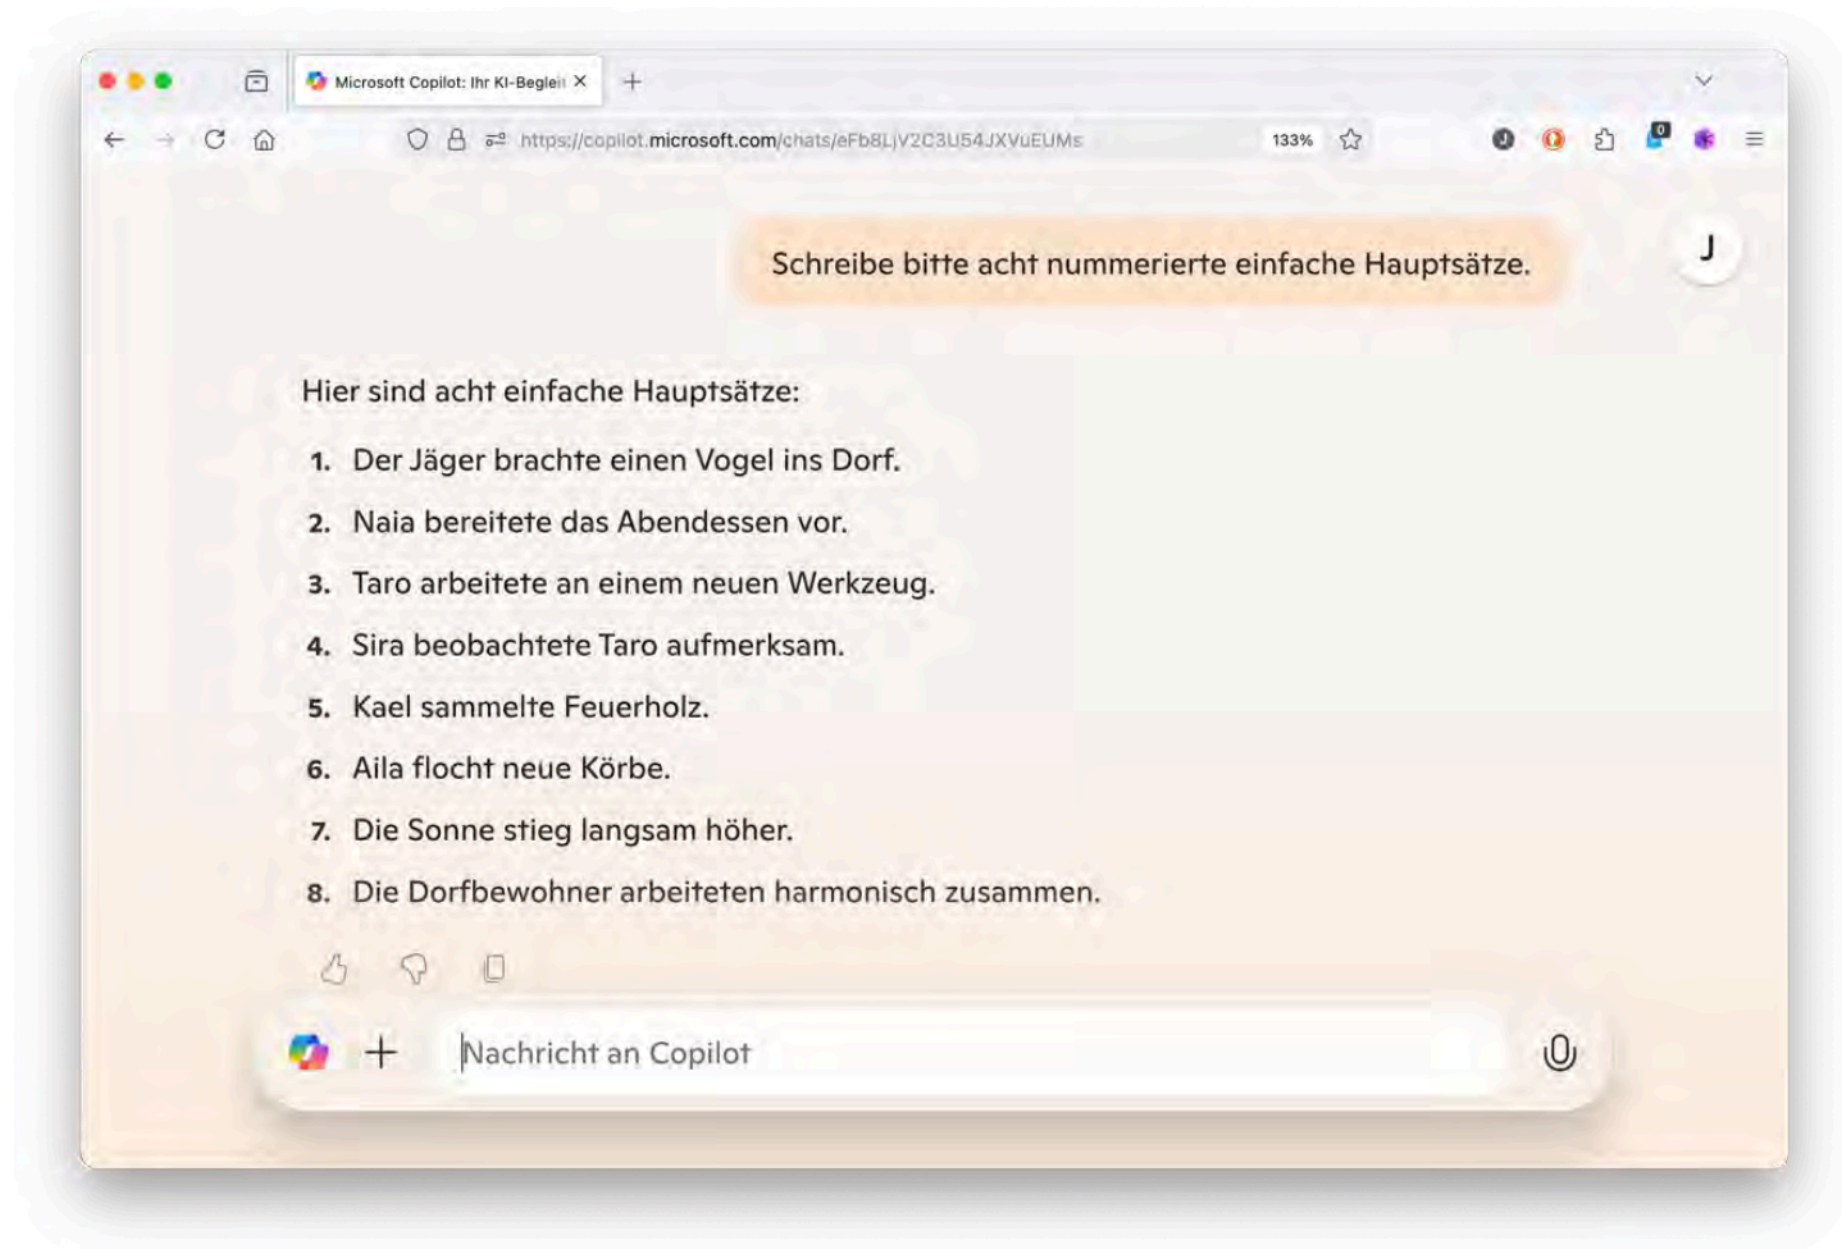 Microsoft Copilot: Ihr KI-Begleit
https://copilot.microsoft.com/chats/eFb8LjV2C3U54JXVuEUMs
133%
0
Schreibe bitte acht nummerierte einfache Hauptsätze.
J
Hier sind acht einfache Hauptsätze:
1. Der Jäger brachte einen Vogel ins Dorf.
2. Naia bereitete das Abendessen vor.
3. Taro arbeitete an einem neuen Werkzeug.
4. Sira beobachtete Taro aufmerksam.
5. Kael sammelte Feuerholz.
6. Aila flocht neue Körbe.
7. Die Sonne stieg langsam höher.
8. Die Dorfbewohner arbeiteten harmonisch zusammen.
Nachricht an Copilot